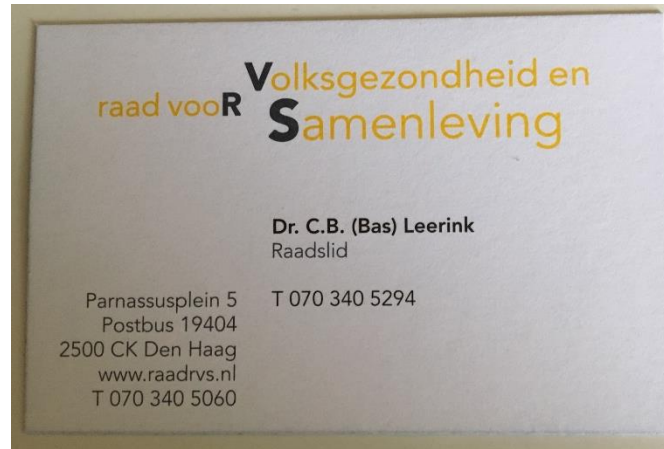 raad vooR Volksgezondheid en
Samenleving
Dr. C.B. (Bas) Leerink
Raadslid
T 070 340 5294
Parnassusplein 5
Postbus 19404
2500 CK Den Haag
www.raadrvs.nl
T 070 340 5060